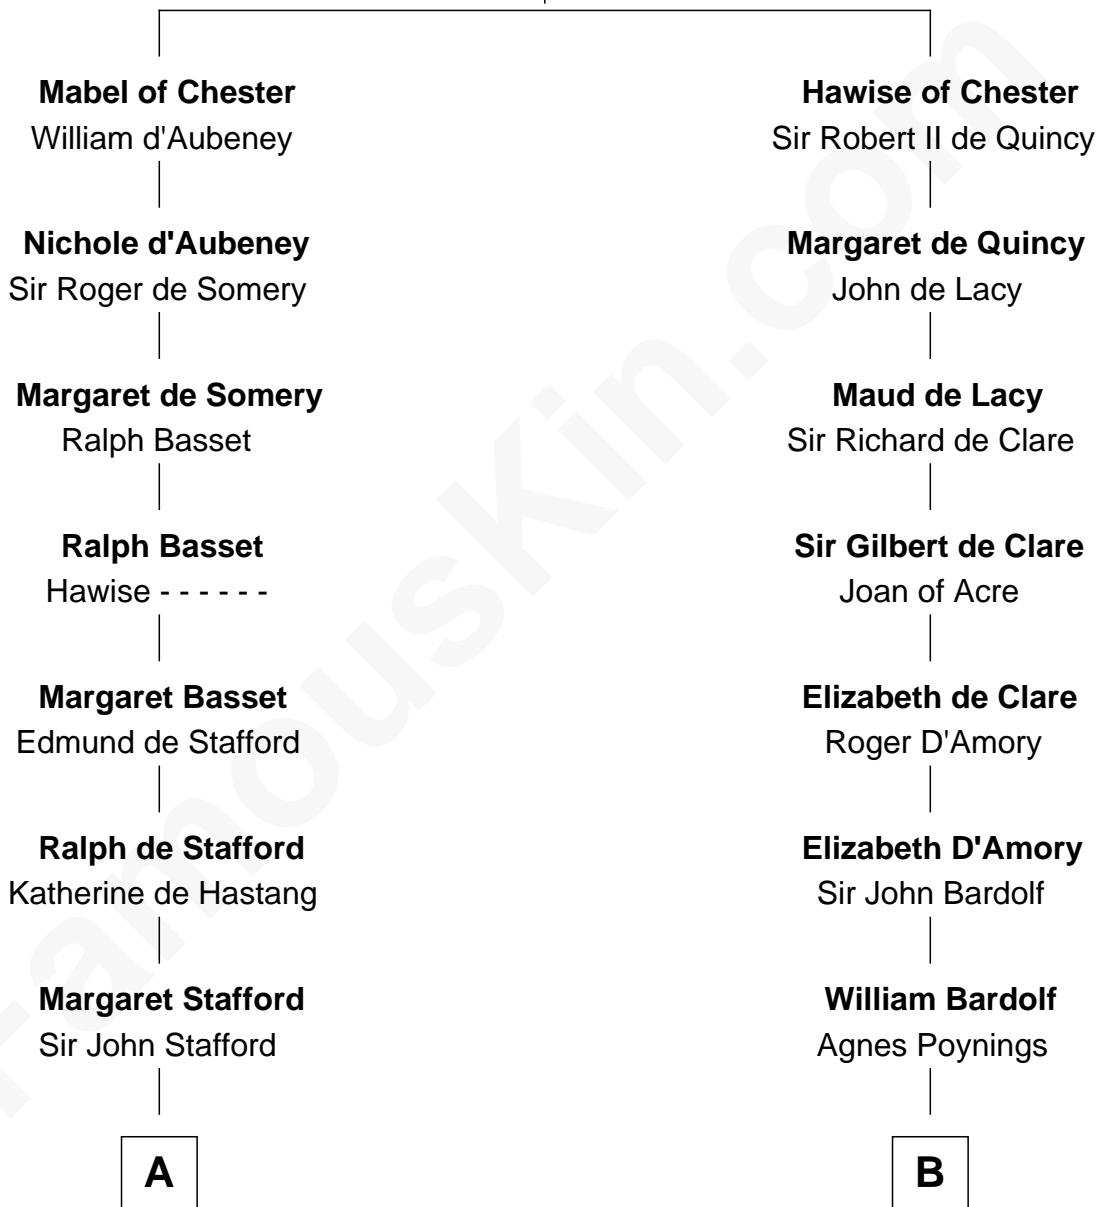 Mabel of Chester
William d'Aubeney
Nichole d'Aubeney
Sir Roger de Somery
Margaret de Somery
Ralph Basset
Ralph Basset
Hawise - - - - - -
Margaret Basset
Edmund de Stafford
Ralph de Stafford
Katherine de Hastang
Margaret Stafford
Sir John Stafford
A
Hawise of Chester
Sir Robert II de Quincy
Margaret de Quincy
John de Lacy
Maud de Lacy
Sir Richard de Clare
Sir Gilbert de Clare
Joan of Acre
Elizabeth de Clare
Roger D'Amory
Elizabeth D'Amory
Sir John Bardolf
William Bardolf
Agnes Poynings
B
FamousKin.com